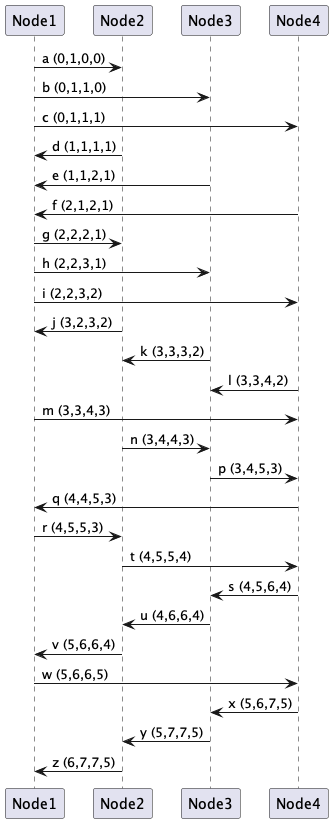 Node1 Node2 Node3 Node4
a (0,1,0,0)
b (0,1,1,0)
c (0,1,1,1)
d (1,1,1,1)
e (1,1,2,1)
f (2,1,2,1)
g (2,2,2,1)
h (2,2,3,1)
i (2,2,3,2)
j (3,2,3,2)
k (3,3,3,2)
l (3,3,4,2)
m (3,3,4,3)
n (3,4,4,3)
p (3,4,5,3)
q (4,4,5,3)
r (4,5,5,3)
t (4,5,5,4)
s (4,5,6,4)
u (4,6,6,4)
v (5,6,6,4)
w (5,6,6,5)
x (5,6,7,5)
y (5,7,7,5)
z (6,7,7,5)
Node1 Node2 Node3 Node4